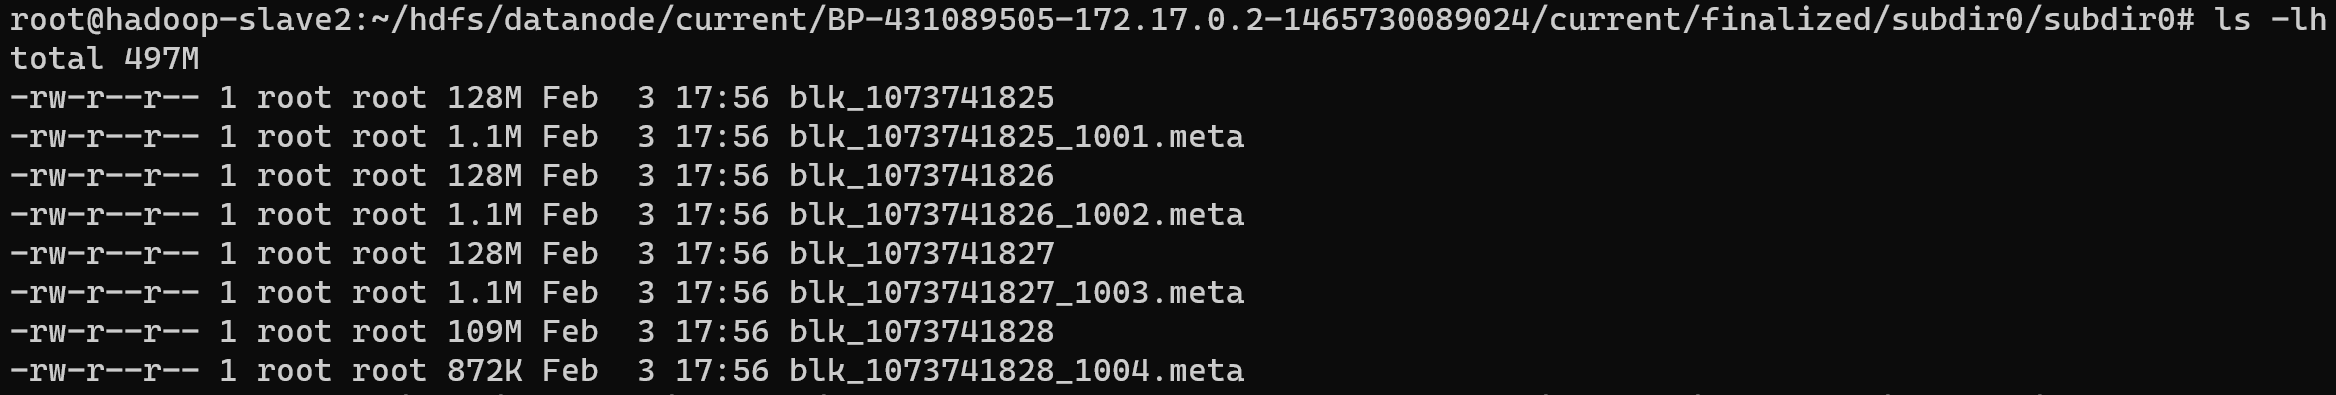 root@hadoop-slave2:~/hdfs/datanode/current/BP-431089505-172.17.0.2-1465730089024/current/finalized/subdir0/subdir0# ls -lh
total 497M
-rw-r--r-- 1 root root 128M Feb  3 17:56 blk_1073741825
-rw-r--r-- 1 root root 1.1M Feb  3 17:56 blk_1073741825_1001.meta
-rw-r--r-- 1 root root 128M Feb  3 17:56 blk_1073741826
-rw-r--r-- 1 root root 1.1M Feb  3 17:56 blk_1073741826_1002.meta
-rw-r--r-- 1 root root 128M Feb  3 17:56 blk_1073741827
-rw-r--r-- 1 root root 1.1M Feb  3 17:56 blk_1073741827_1003.meta
-rw-r--r-- 1 root root 109M Feb  3 17:56 blk_1073741828
-rw-r--r-- 1 root root 872K Feb  3 17:56 blk_1073741828_1004.meta